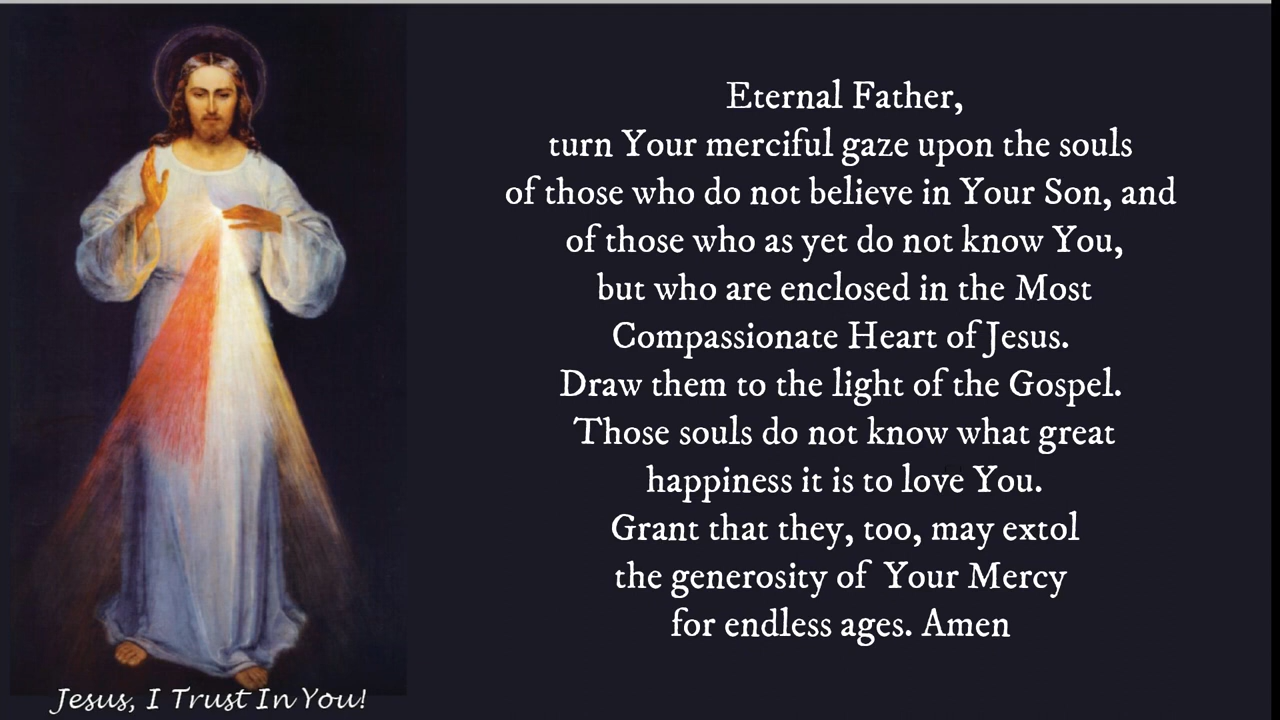 Eternal Father,
turn Your merciful gaze upon the souls
of those who do not believe in Your Son, and
of those who as yet do not know You,
but who are enclosed in the Most
Compassionate Heart of Jesus.
Draw them to the light of the Gospel.
Those souls do not know what great
happiness it is to love You.
Grant that they, too, may extol
the generosity of Your Mercy
for endless ages. Amen
Jesus, I Trust In You!